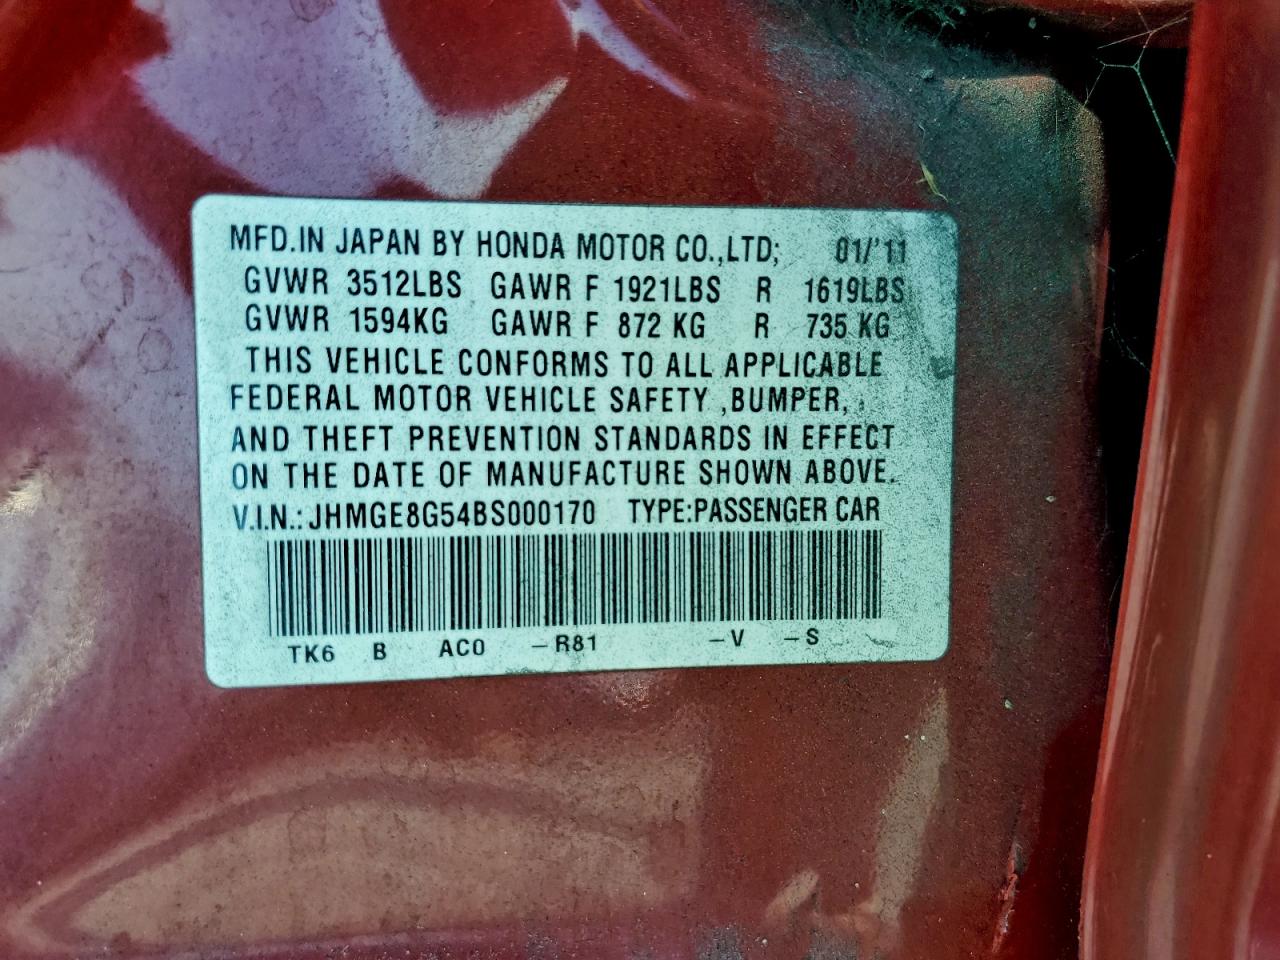 MFD.IN JAPAN BY HONDA MOTOR CO.,LTD; 01/'11
GVWR 3512LBS GAWR F 1921LBS R 1619LBS
GVWR 1594KG GAWR F 872 KG R 735 KG
THIS VEHICLE CONFORMS TO ALL APPLICABLE
FEDERAL MOTOR VEHICLE SAFETY ,BUMPER,
AND THEFT PREVENTION STANDARDS IN EFFECT
ON THE DATE OF MANUFACTURE SHOWN ABOVE.
V.I.N.:JHMGE8G54BS000170 TYPE:PASSENGER CAR
TK6 B AC0 –R81 –V –S